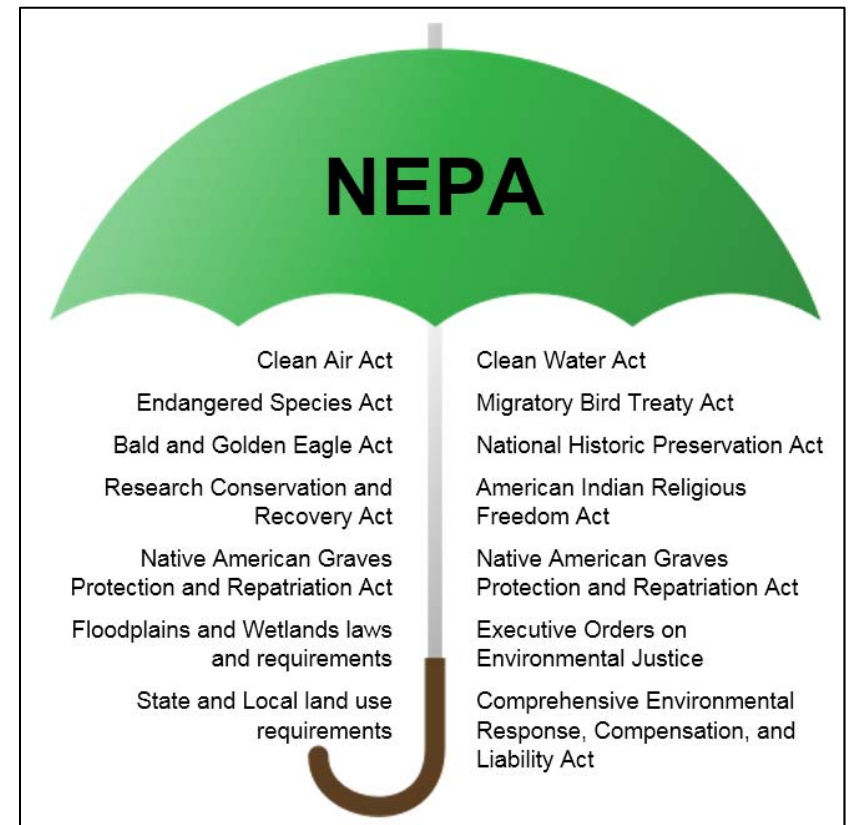 NEPA
Clean Air Act
Endangered Species Act
Bald and Golden Eagle Act
Research Conservation and
Recovery Act
Native American Graves
Protection and Repatriation Act
Floodplains and Wetlands laws
and requirements
State and Local land use
requirements
Clean Water Act
Migratory Bird Treaty Act
National Historic Preservation Act
American Indian Religious
Freedom Act
Native American Graves
Protection and Repatriation Act
Executive Orders on
Environmental Justice
Comprehensive Environmental
Response, Compensation, and
Liability Act